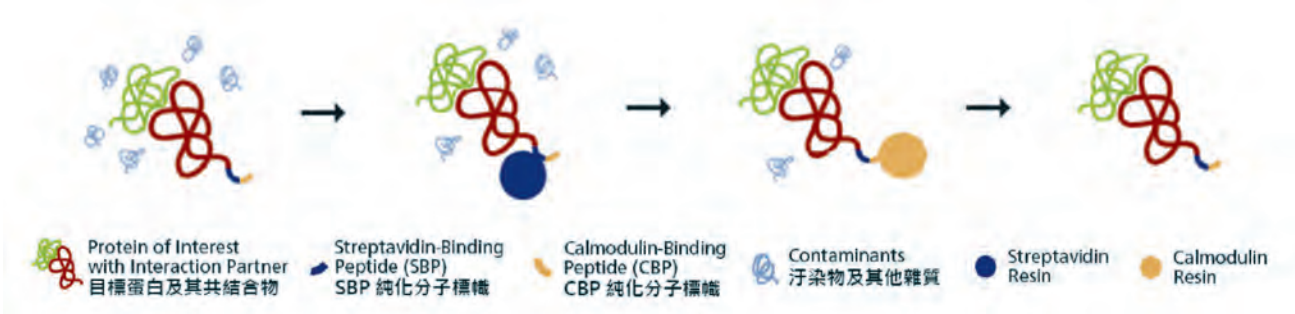 Protein of Interest
with Interaction Partner
目標蛋白及其共結合物
Streptavidin-Binding
Peptide (SBP)
SBP 純化分子標幟
Calmodulin-Binding
Peptide (CBP)
CBP 純化分子標幟
Contaminants
汙染物及其他雜質
Streptavidin
Resin
Calmodulin
Resin